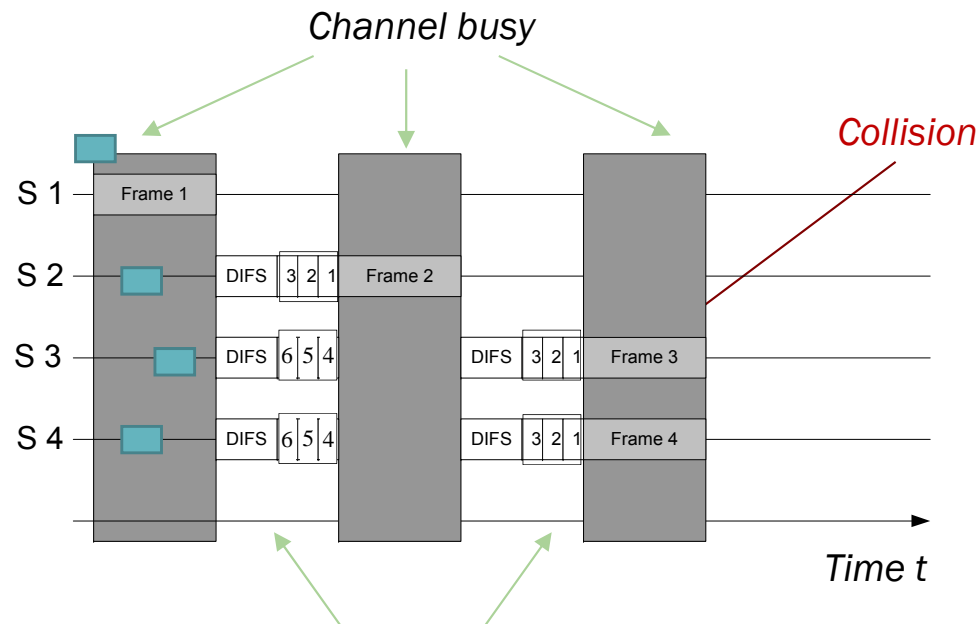 Channel busy
Collision
S 1 Frame 1
S 2 DIFS 3 2 1 Frame 2
S 3 DIFS 6 5 4 DIFS 3 2 1 Frame 3
S 4 DIFS 6 5 4 DIFS 3 2 1 Frame 4
Time t